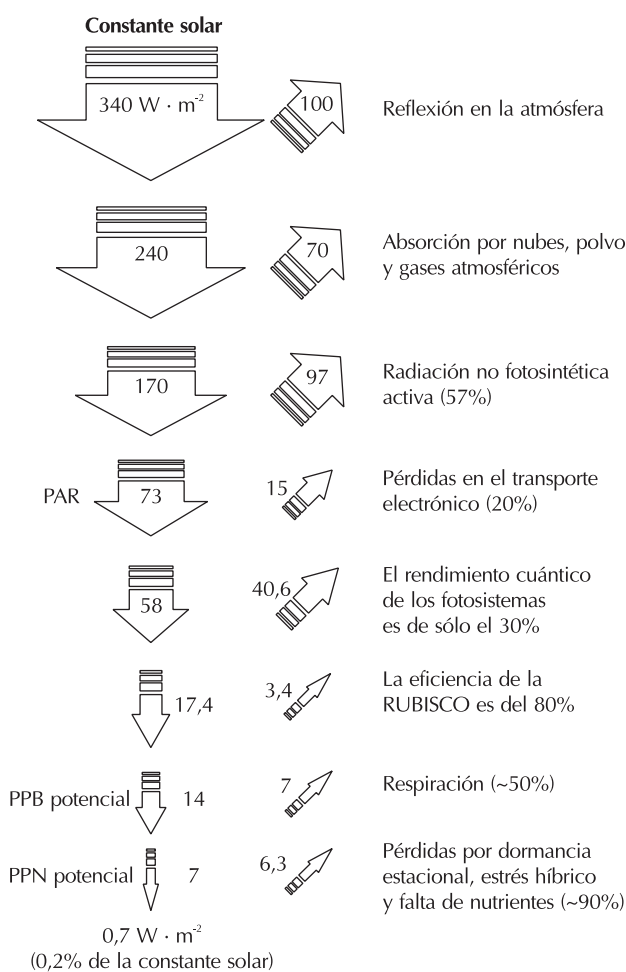 Constante solar
340 W · m-2
100
Reflexión en la atmósfera
240
70
Absorción por nubes, polvo
y gases atmosféricos
170
97
Radiación no fotosintética
activa (57%)
PAR
73
15
Pérdidas en el transporte
electrónico (20%)
58
40,6
El rendimiento cuántico
de los fotosistemas
es de sólo el 30%
17,4
3,4
La eficiencia de la
RUBISCO es del 80%
PPB potencial
14
7
Respiración (~50%)
PPN potencial
7
6,3
Pérdidas por dormancia
estacional, estrés híbrico
y falta de nutrientes (~90%)
0,7 W · m-2
(0,2% de la constante solar)